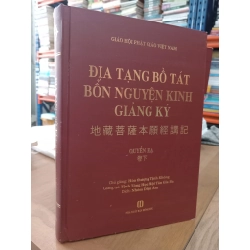 GIÁO HỘI PHẬT GIÁO VIỆT NAM
ĐỊA TẠNG BỒ TÁT
BỔN NGUYỆN KINH
GIẢNG KÝ
地藏菩薩本願經講記
QUYỂN HẠ
卷下